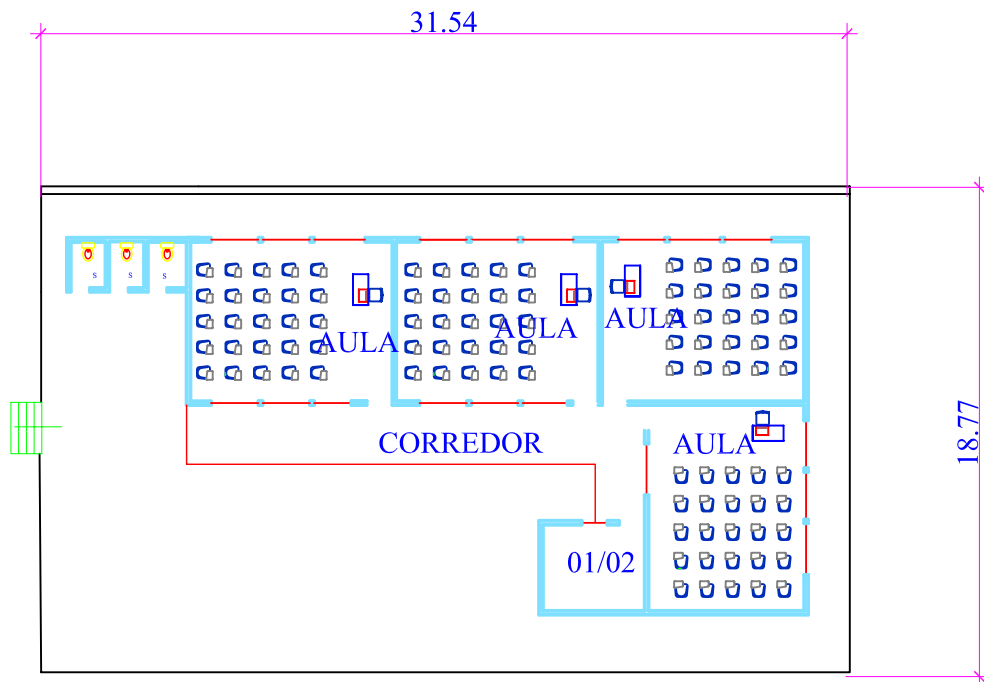 31.54
s
s
s
AULA
AULA
AULA
CORREDOR
AULA
18.77
01/02